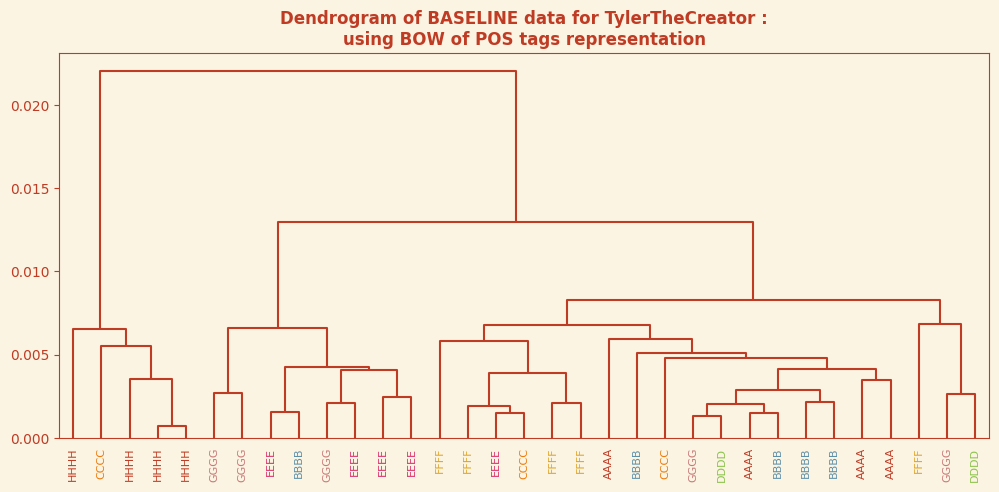 Dendrogram of BASELINE data for TylerTheCreator :
using BOW of POS tags representation
0.020
0.015
0.010
0.005
0.000
HHHH CCCC HHHH HHHH HHHH GGGG GGGG EEEE BBBB GGGG EEEE EEEE EEEE FFFF FFFF EEEE CCCC FFFF FFFF AAAA BBBB CCCC GGGG DDDD AAAA BBBB BBBB BBBB AAAA AAAA FFFF GGGG DDDD